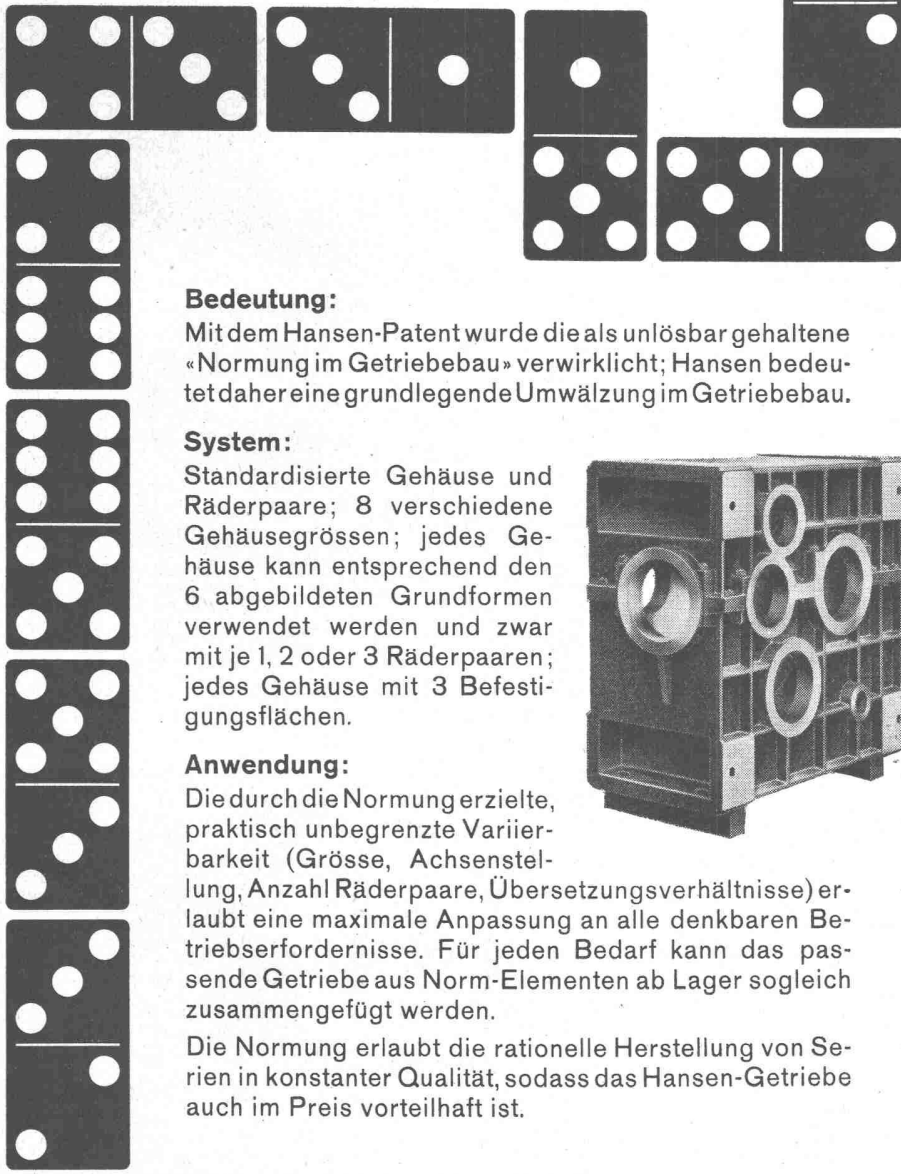 Bedeutung:
Mit dem Hansen-Patent wurde die als unlösbar gehaltene
«Normung im Getriebebau» verwirklicht; Hansen bedeu-
tet daher eine grundlegende Umwälzung im Getriebebau.
System:
Standardisierte Gehäuse und
Räderpaare; 8 verschiedene
Gehäusegrössen; jedes Ge-
häuse kann entsprechend den
6 abgebildeten Grundformen
verwendet werden und zwar
mit je 1, 2 oder 3 Räderpaaren;
jedes Gehäuse mit 3 Befesti-
gungsflächen.
Anwendung:
Die durch die Normung erzielte,
praktisch unbegrenzte Variier-
barkeit (Grösse, Achsenstel-
lung, Anzahl Räderpaare, Übersetzungsverhältnisse) er-
laubt eine maximale Anpassung an alle denkbaren Be-
triebserfordernisse. Für jeden Bedarf kann das pas-
sende Getriebe aus Norm-Elementen ab Lager sogleich
zusammengefügt werden.
Die Normung erlaubt die rationelle Herstellung von Se-
rien in konstanter Qualität, sodass das Hansen-Getriebe
auch im Preis vorteilhaft ist.